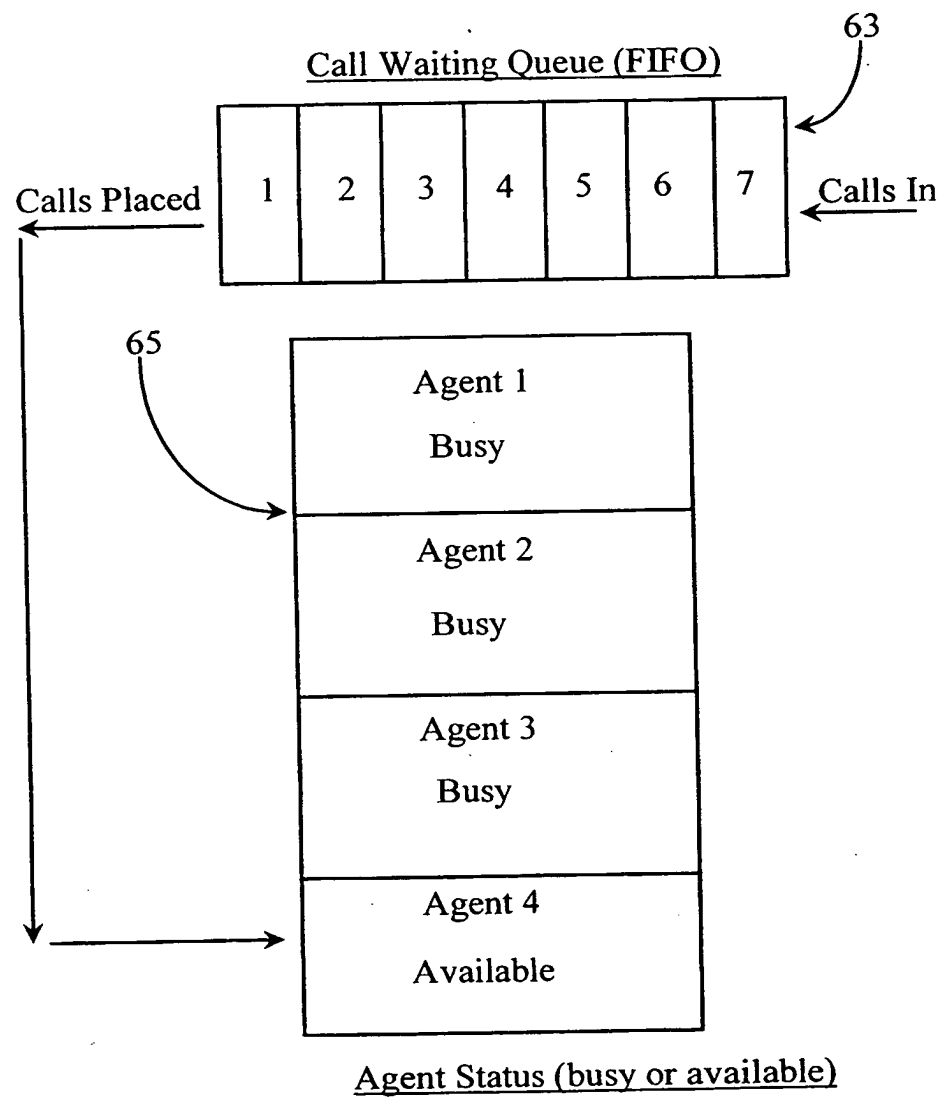 63
Call Waiting Queue (FIFO)
Calls Placed
1 2 3 4 5 6 7
Calls In
65
Agent 1
Busy
Agent 2
Busy
Agent 3
Busy
Agent 4
Available
Agent Status (busy or available)